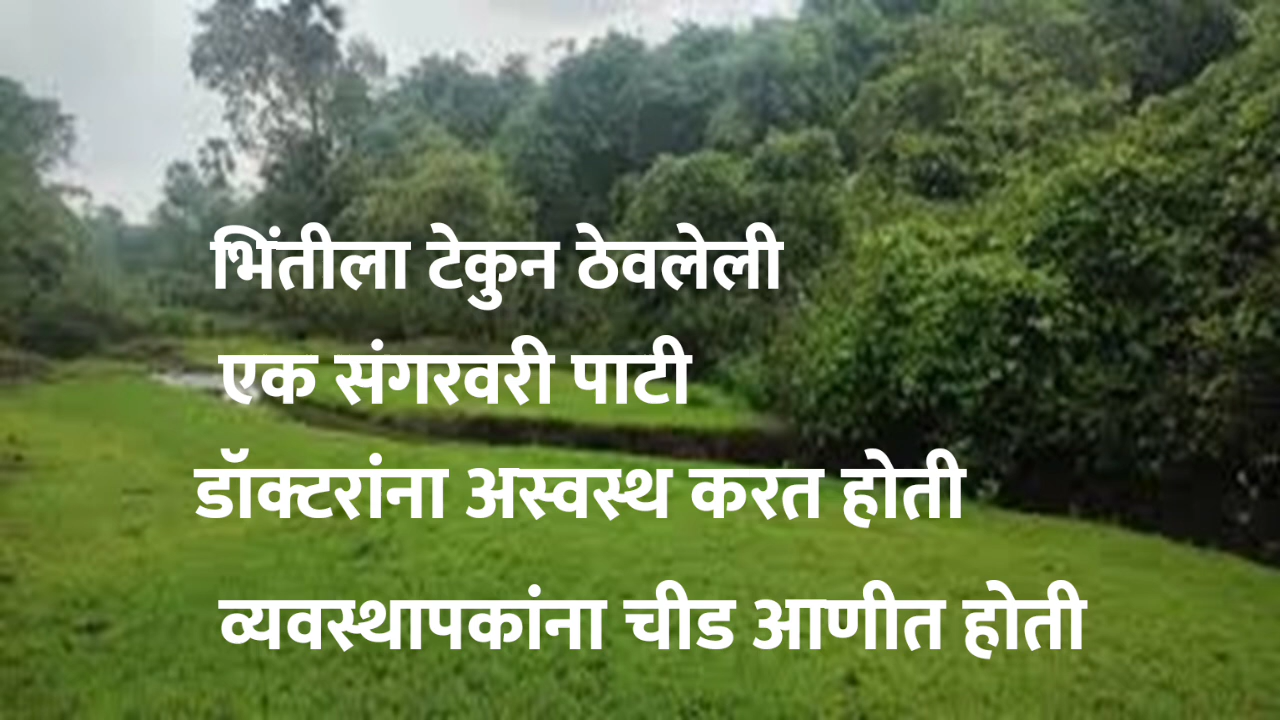 भिंतीला टेकुन ठेवलेली
एक संगरवरी पाटी
डॉक्टरांना अस्वस्थ करत होती
व्यवस्थापकांना चीड आणीत होती